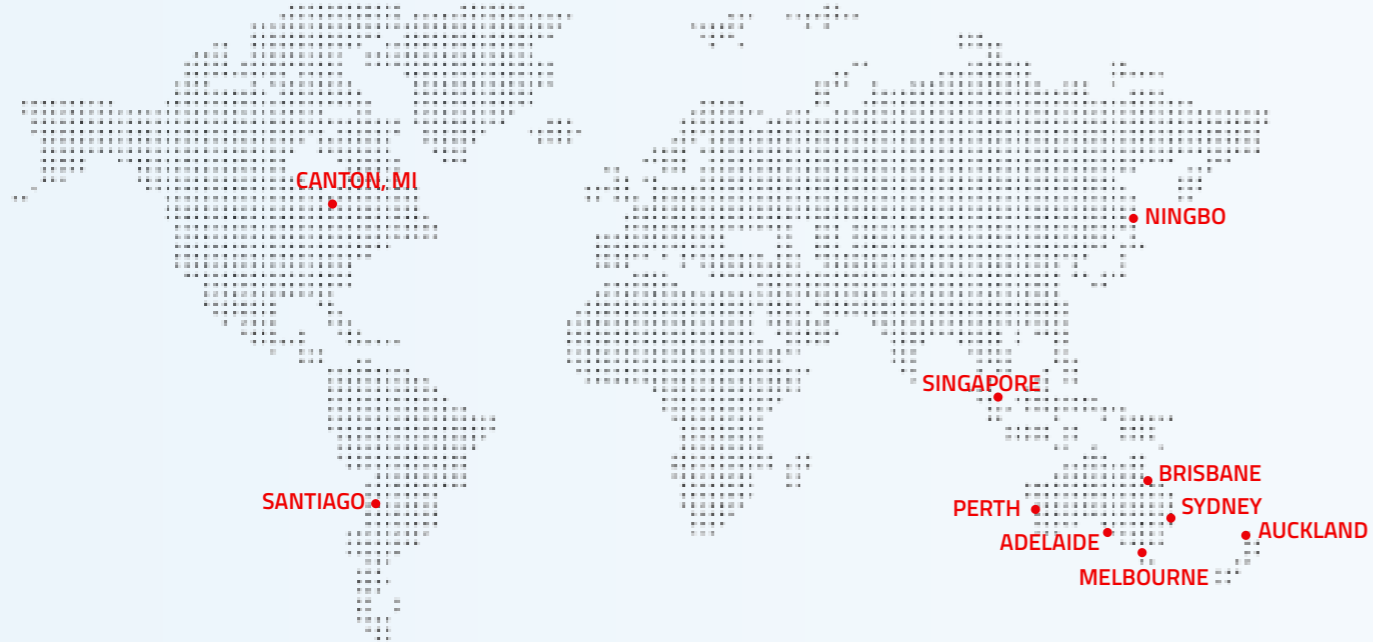 CANTON, MI
NINGBO
SINGAPORE
BRISBANE
SANTIAGO
PERTH
SYDNEY
AUCKLAND
ADELAIDE
MELBOURNE